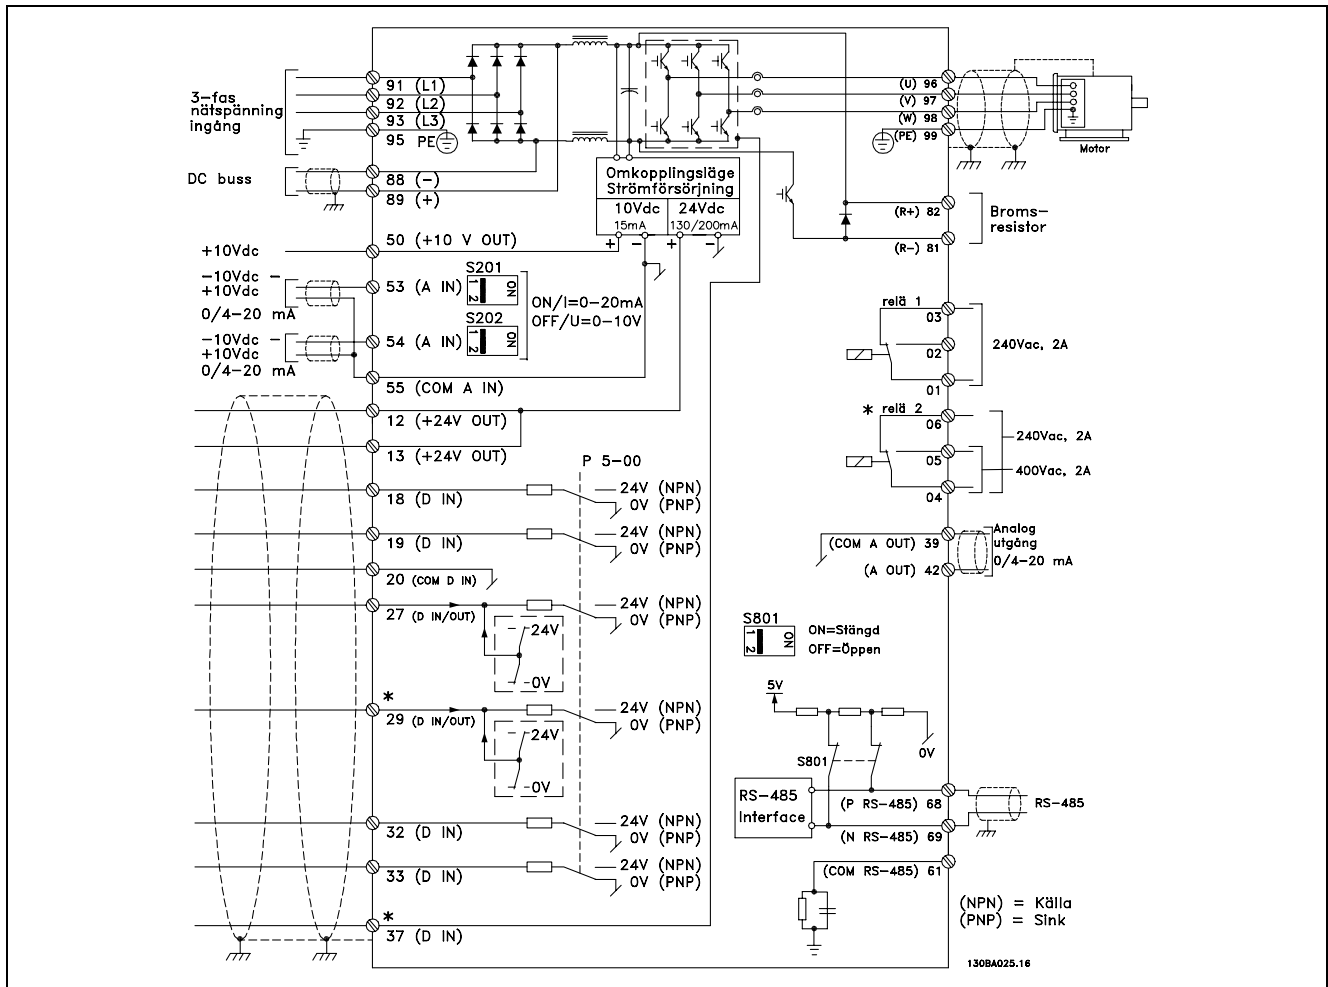 3-fas
nätspänning
ingång
91 (L1)
92 (L2)
93 (L3)
95 PE
DC buss
88 (-)
89 (+)
+10Vdc
50 (+10 V OUT)
-10Vdc -
+10Vdc
0/4-20 mA
53 (A IN)
S201
1 2
ON
-10Vdc -
+10Vdc
0/4-20 mA
54 (A IN)
S202
1 2
ON
ON/I=0-20mA
OFF/U=0-10V
55 (COM A IN)
12 (+24V OUT)
13 (+24V OUT)
P 5-00
18 (D IN)
24V (NPN)
0V (PNP)
19 (D IN)
24V (NPN)
0V (PNP)
20 (COM D IN)
27 (D IN/OUT)
24V (NPN)
0V (PNP)
24V
0V
*
29 (D IN/OUT)
24V (NPN)
0V (PNP)
24V
0V
32 (D IN)
24V (NPN)
0V (PNP)
33 (D IN)
24V (NPN)
0V (PNP)
*
37 (D IN)
Omkopplingsläge
Strömförsörjning
10Vdc
15mA
24Vdc
130/200mA
+ - + -
(U) 96
(V) 97
(W) 98
(PE) 99
Motor
(R+) 82
(R-) 81
Broms-
resistor
relä 1
03
02
01
240Vac, 2A
* relä 2
06
05
04
240Vac, 2A
400Vac, 2A
(COM A OUT) 39
(A OUT) 42
Analog
utgång
0/4-20 mA
S801
1 2
ON
ON=Stängd
OFF=Öppen
5V
0V
S801
RS-485
Interface
(P RS-485) 68
(N RS-485) 69
(COM RS-485) 61
RS-485
(NPN) = Källa
(PNP) = Sink
130BA025.16